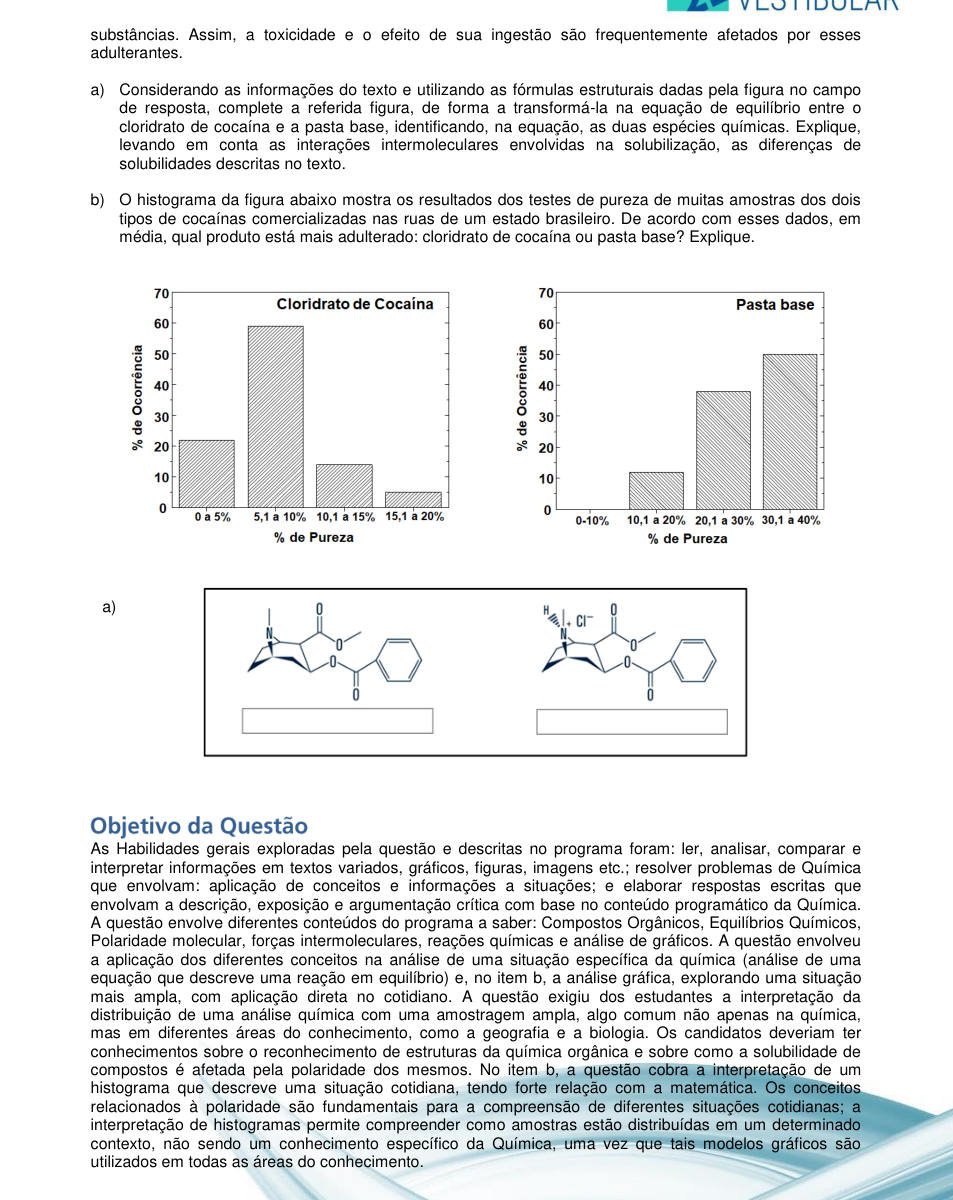 VESTIBULAR
substâncias. Assim, a toxicidade e o efeito de sua ingestão são frequentemente afetados por esses
adulterantes.
a) Considerando as informações do texto e utilizando as fórmulas estruturais dadas pela figura no campo
de resposta, complete a referida figura, de forma a transformá-la na equação de equilíbrio entre o
cloridrato de cocaína e a pasta base, identificando, na equação, as duas espécies químicas. Explique,
levando em conta as interações intermoleculares envolvidas na solubilização, as diferenças de
solubilidades descritas no texto.
b) O histograma da figura abaixo mostra os resultados dos testes de pureza de muitas amostras dos dois
tipos de cocaínas comercializadas nas ruas de um estado brasileiro. De acordo com esses dados, em
média, qual produto está mais adulterado: cloridrato de cocaína ou pasta base? Explique.
Cloridrato de Cocaína
% de Ocorrência
70
60
50
40
30
20
10
0
0 a 5% 5,1 a 10% 10,1 a 15% 15,1 a 20%
% de Pureza
Pasta base
% de Ocorrência
70
60
50
40
30
20
10
0
0-10% 10,1 a 20% 20,1 a 30% 30,1 a 40%
% de Pureza
a)
N O O O O
H N + Cl− O O O O
Objetivo da Questão
As Habilidades gerais exploradas pela questão e descritas no programa foram: ler, analisar, comparar e
interpretar informações em textos variados, gráficos, figuras, imagens etc.; resolver problemas de Química
que envolvam: aplicação de conceitos e informações a situações; e elaborar respostas escritas que
envolvam a descrição, exposição e argumentação crítica com base no conteúdo programático da Química.
A questão envolve diferentes conteúdos do programa a saber: Compostos Orgânicos, Equilíbrios Químicos,
Polaridade molecular, forças intermoleculares, reações químicas e análise de gráficos. A questão envolveu
a aplicação dos diferentes conceitos na análise de uma situação específica da química (análise de uma
equação que descreve uma reação em equilíbrio) e, no item b, a análise gráfica, explorando uma situação
mais ampla, com aplicação direta no cotidiano. A questão exigiu dos estudantes a interpretação da
distribuição de uma análise química com uma amostragem ampla, algo comum não apenas na química,
mas em diferentes áreas do conhecimento, como a geografia e a biologia. Os candidatos deveriam ter
conhecimentos sobre o reconhecimento de estruturas da química orgânica e sobre como a solubilidade de
compostos é afetada pela polaridade dos mesmos. No item b, a questão cobra a interpretação de um
histograma que descreve uma situação cotidiana, tendo forte relação com a matemática. Os conceitos
relacionados à polaridade são fundamentais para a compreensão de diferentes situações cotidianas; a
interpretação de histogramas permite compreender como amostras estão distribuídas em um determinado
contexto, não sendo um conhecimento específico da Química, uma vez que tais modelos gráficos são
utilizados em todas as áreas do conhecimento.